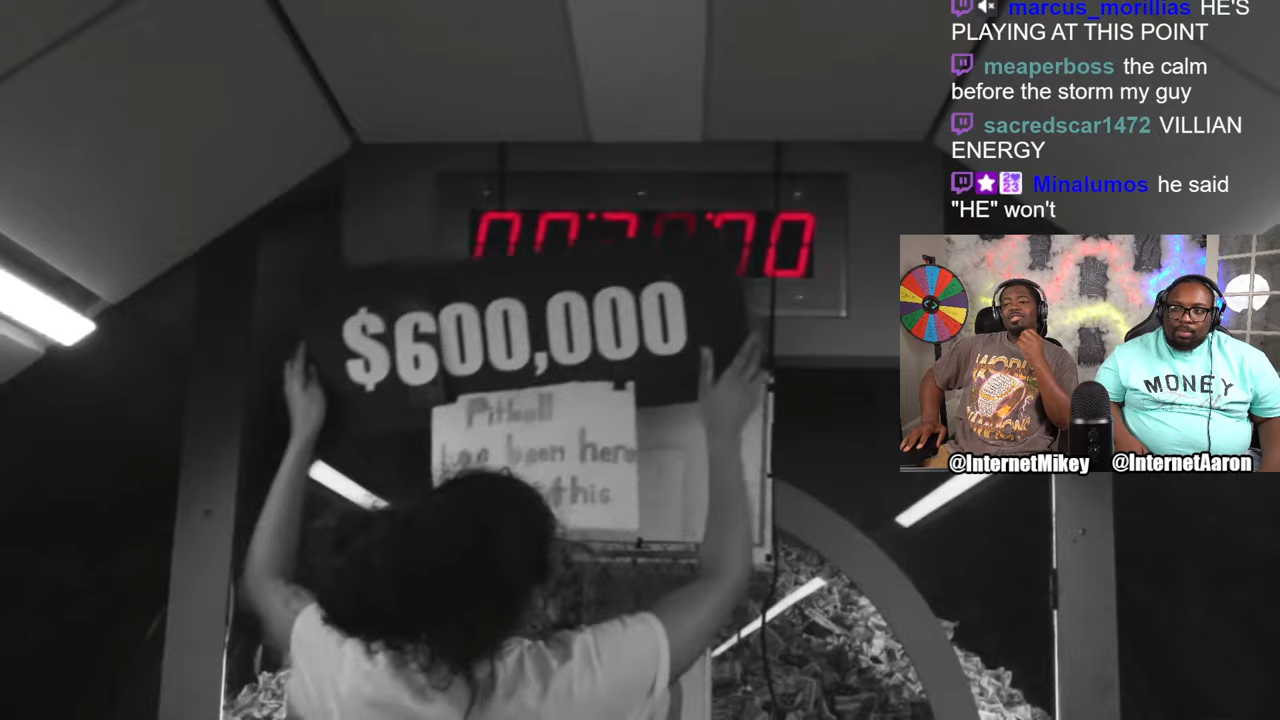 marcus_morillias HE'S
PLAYING AT THIS POINT
meaperboss the calm
before the storm my guy
sacredscar1472 VILLIAN
ENERGY
Minalumos he said
"HE" won't
$600,000
Pitbull
been here
this
MONEY
@InternetMikey
@InternetAaron